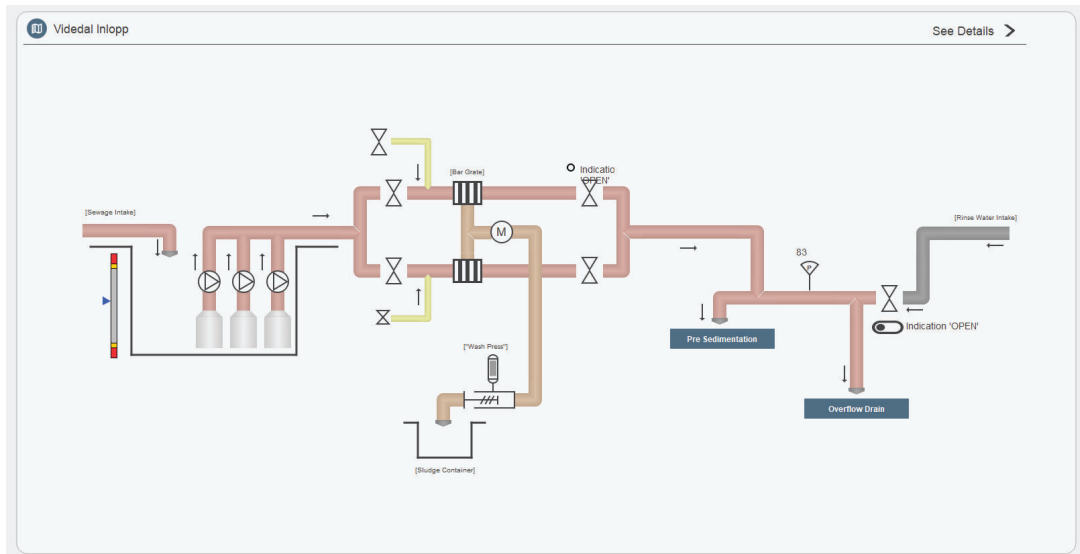 Videdal Inlopp
See Details
[Bar Grate]
Indicatio
'OPEN'
[Sewage Intake]
[Rinse Water Intake]
M
83
P
Indication 'OPEN'
Pre Sedimentation
["Wash Press"]
Overflow Drain
[Sludge Container]